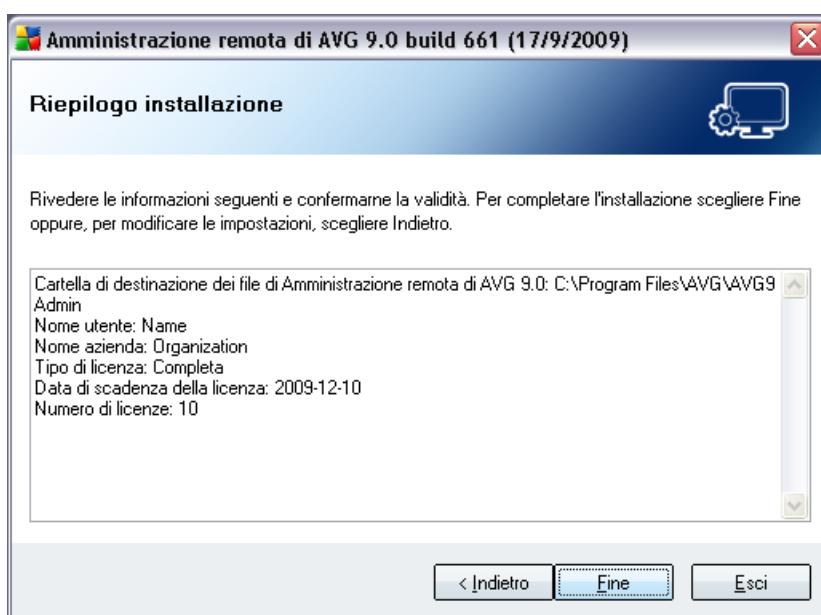 Amministrazione remota di AVG 9.0 build 661 (17/9/2009)
Riepilogo installazione
Rivedere le informazioni seguenti e confermarne la validità. Per completare l'installazione scegliere Fine
oppure, per modificare le impostazioni, scegliere Indietro.
Cartella di destinazione dei file di Amministrazione remota di AVG 9.0: C:\Program Files\AVG\AVG9
Admin
Nome utente: Name
Nome azienda: Organization
Tipo di licenza: Completa
Data di scadenza della licenza: 2009-12-10
Numero di licenze: 10
< Indietro
Fine
Esci